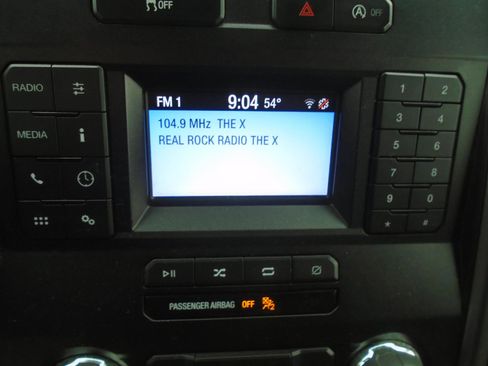 OFF
OFF
RADIO
FM 1 9:04 54°
1 2
104.9 MHz THE X
MEDIA
i
3 4
REAL ROCK RADIO THE X
5 6
7 8
9 0
* #
PASSENGER AIRBAG OFF 2